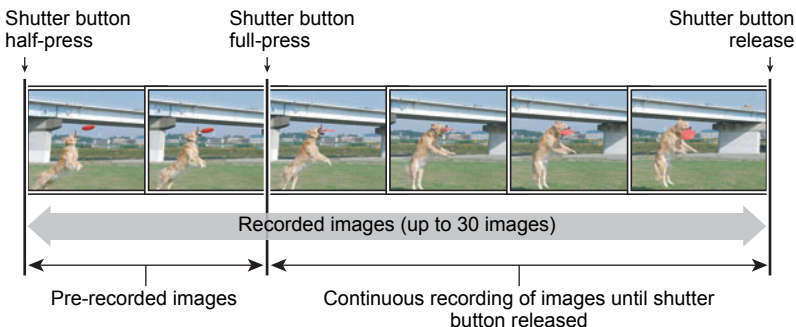 Shutter button
half-press
Shutter button
full-press
Shutter button
release
Recorded images (up to 30 images)
Pre-recorded images
Continuous recording of images until shutter
button released